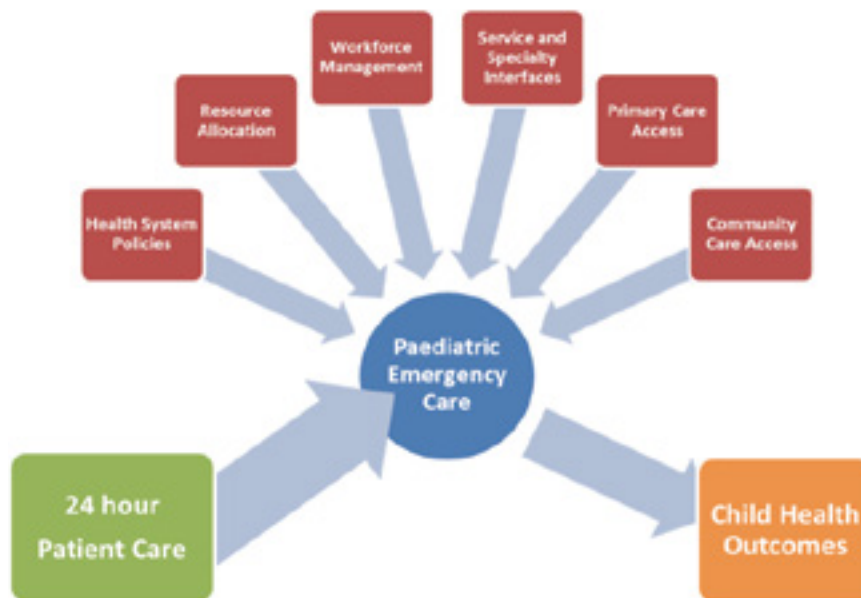 Workforce
Management
Service and
Specialty
Interfaces
Resource
Allocation
Primary Care
Access
Health System
Policies
Community
Care Access
Paediatric
Emergency
Care
24 hour
Patient Care
Child Health
Outcomes